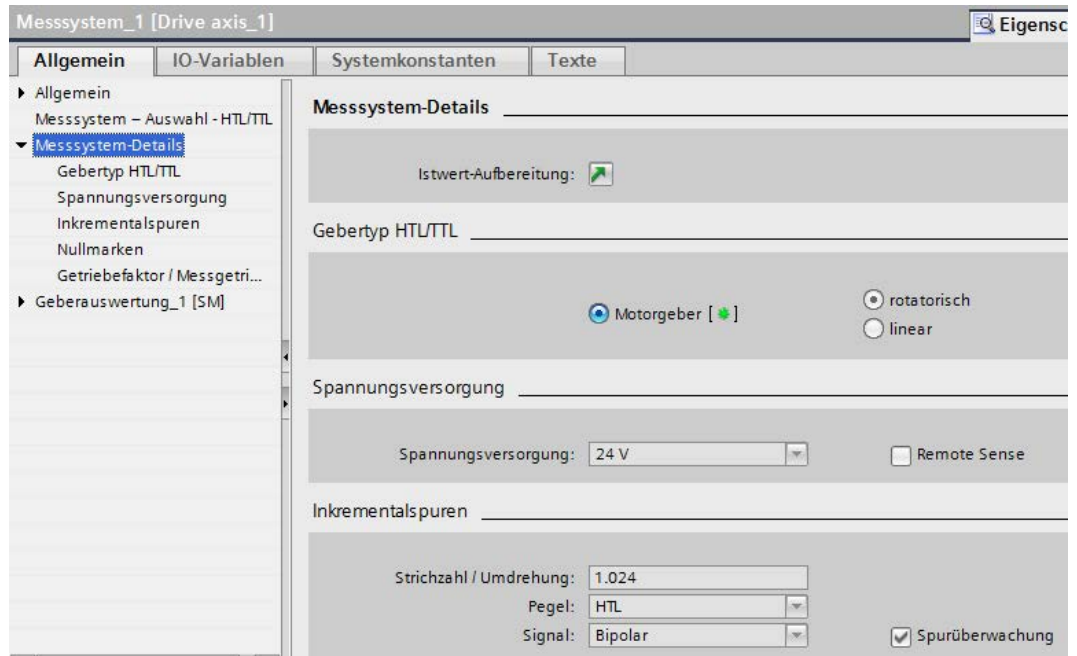 Messsystem_1 [Drive axis_1]
Eigensc
Allgemein
IO-Variablen
Systemkonstanten
Texte
Allgemein
Messsystem – Auswahl - HTL/TTL
Messsystem-Details
Gebertyp HTL/TTL
Spannungsversorgung
Inkrementalspuren
Nullmarken
Getriebefaktor / Messgetri...
Geberauswertung_1 [SM]
Messsystem-Details
Istwert-Aufbereitung:
Gebertyp HTL/TTL
Motorgeber [ ]
rotatorisch
linear
Spannungsversorgung
Spannungsversorgung: 24 V
Remote Sense
Inkrementalspuren
Strichzahl / Umdrehung: 1.024
Pegel: HTL
Signal: Bipolar
Spurüberwachung